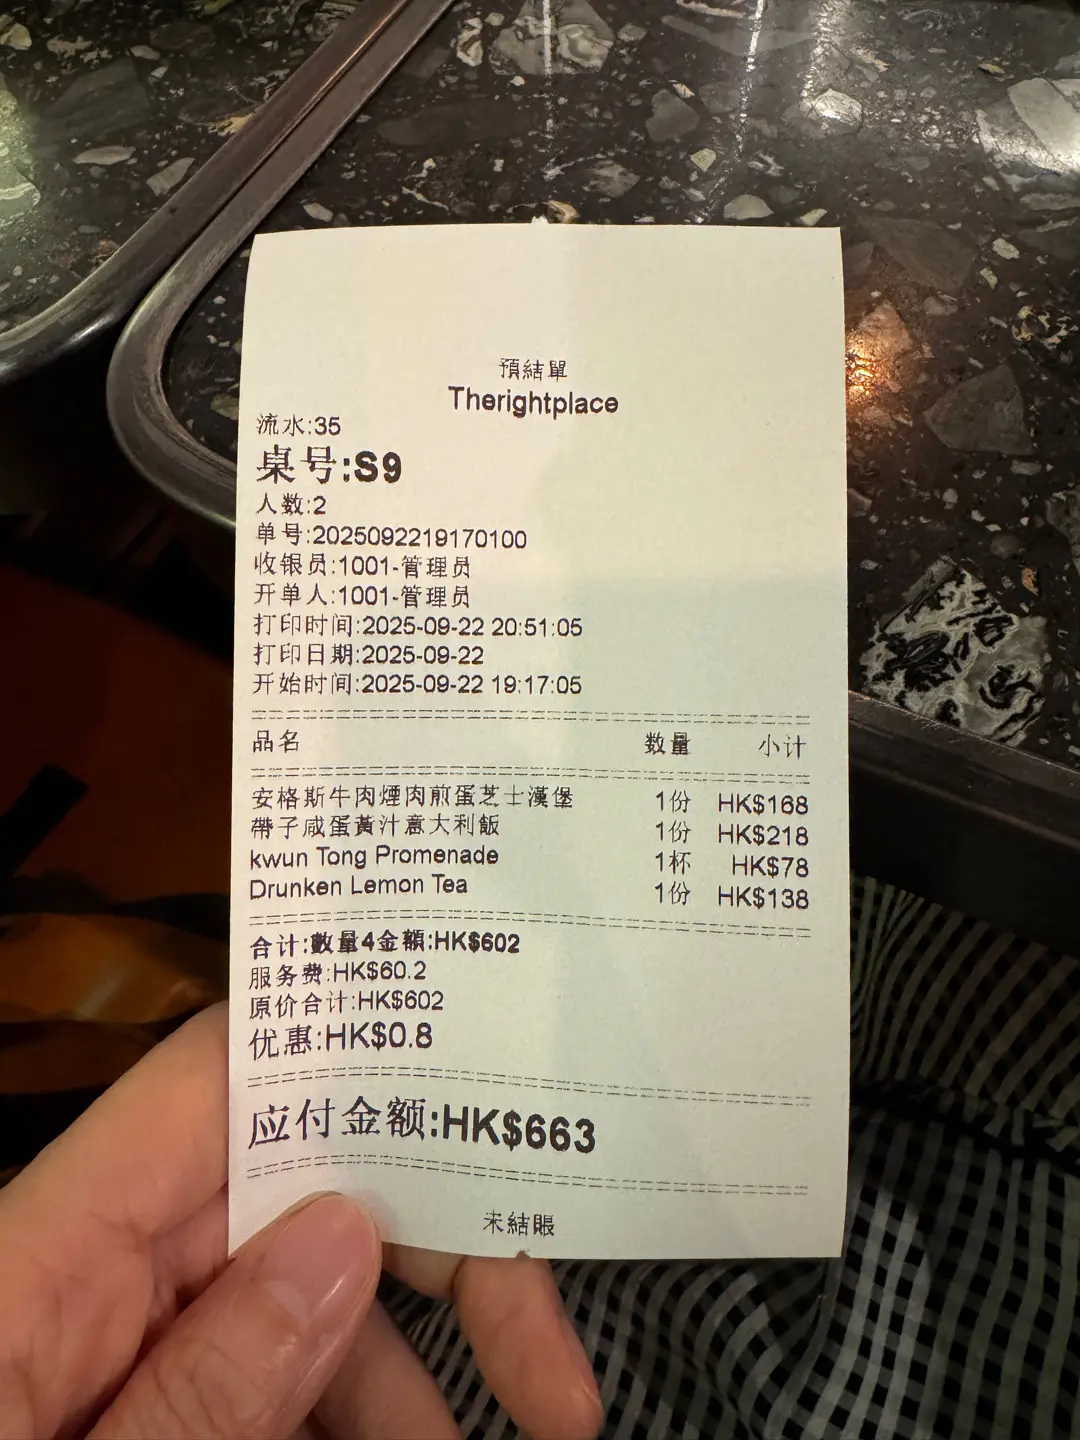 預結單
Therightplace
流水:35
桌号:S9
人数:2
单号:2025092219170100
收银员:1001-管理员
开单人:1001-管理员
打印时间:2025-09-22 20:51:05
打印日期:2025-09-22
开始时间:2025-09-22 19:17:05
品名 数量 小计
安格斯牛肉煙肉煎蛋芝士漢堡 1份 HK$168
帶子咸蛋黃汁意大利飯 1份 HK$218
kwun Tong Promenade 1杯 HK$78
Drunken Lemon Tea 1份 HK$138
合计:數量4金額:HK$602
服务费:HK$60.2
原价合计:HK$602
优惠:HK$0.8
应付金额:HK$663
未結賬